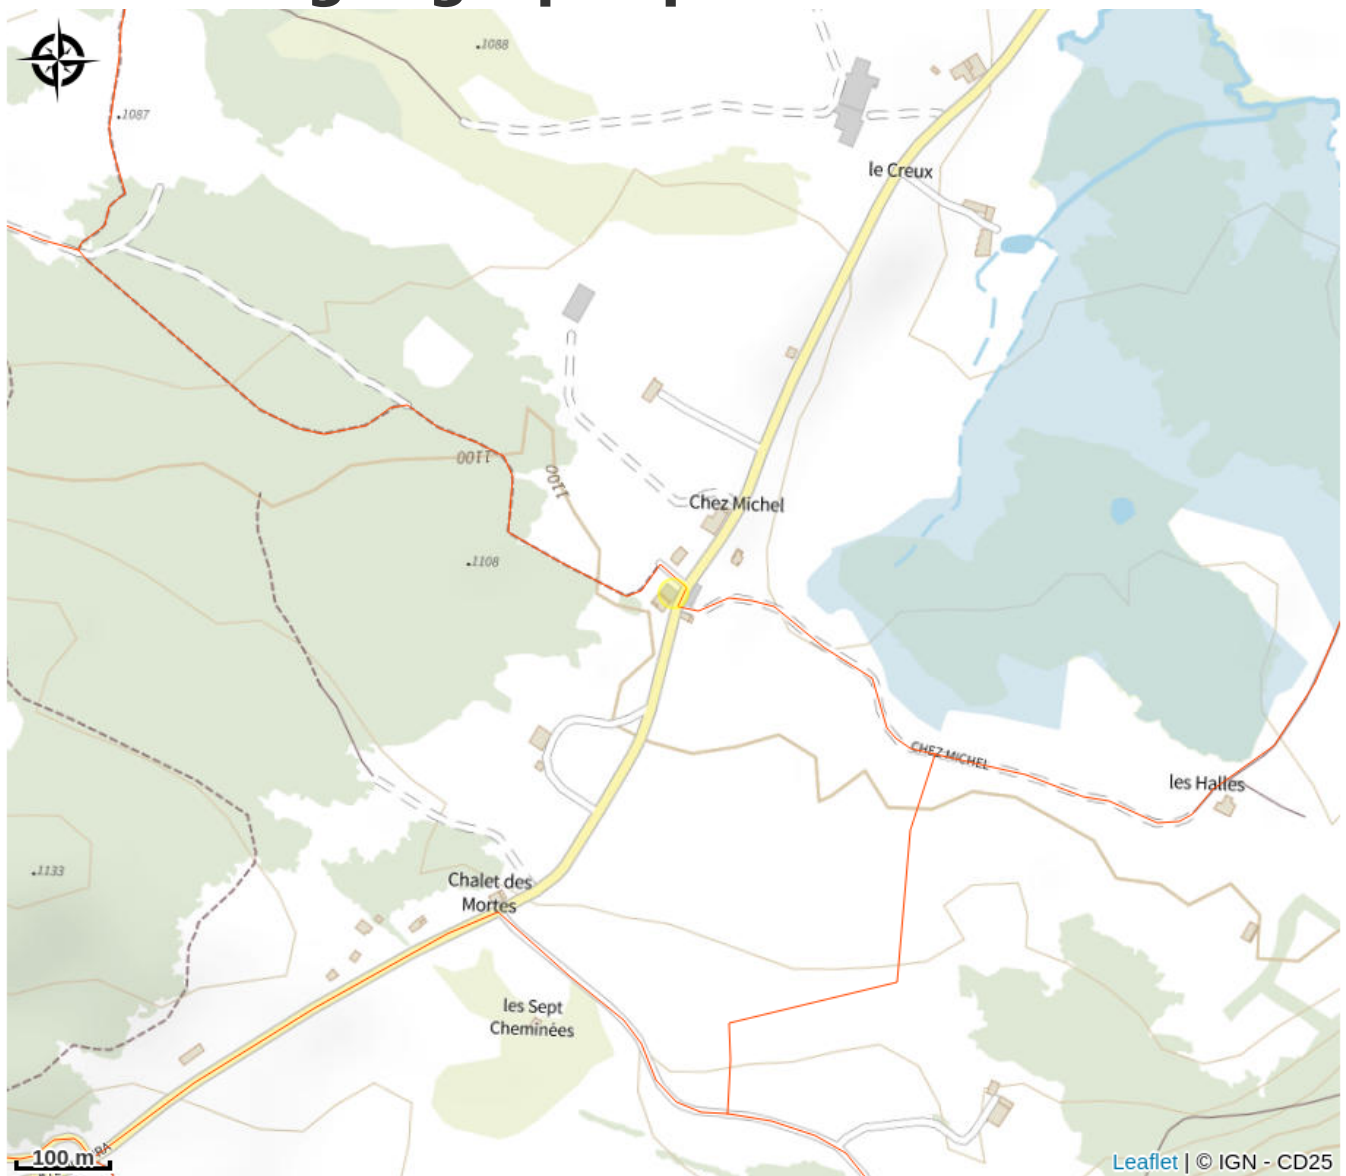 1088
1087
le Creux
1100
1100
Chez Michel
1108
CHEZ MICHEL
les Halles
1133
Chalet des
Mortes
les Sept
Cheminées
RA
100 m
Leaflet | © IGN - CD25